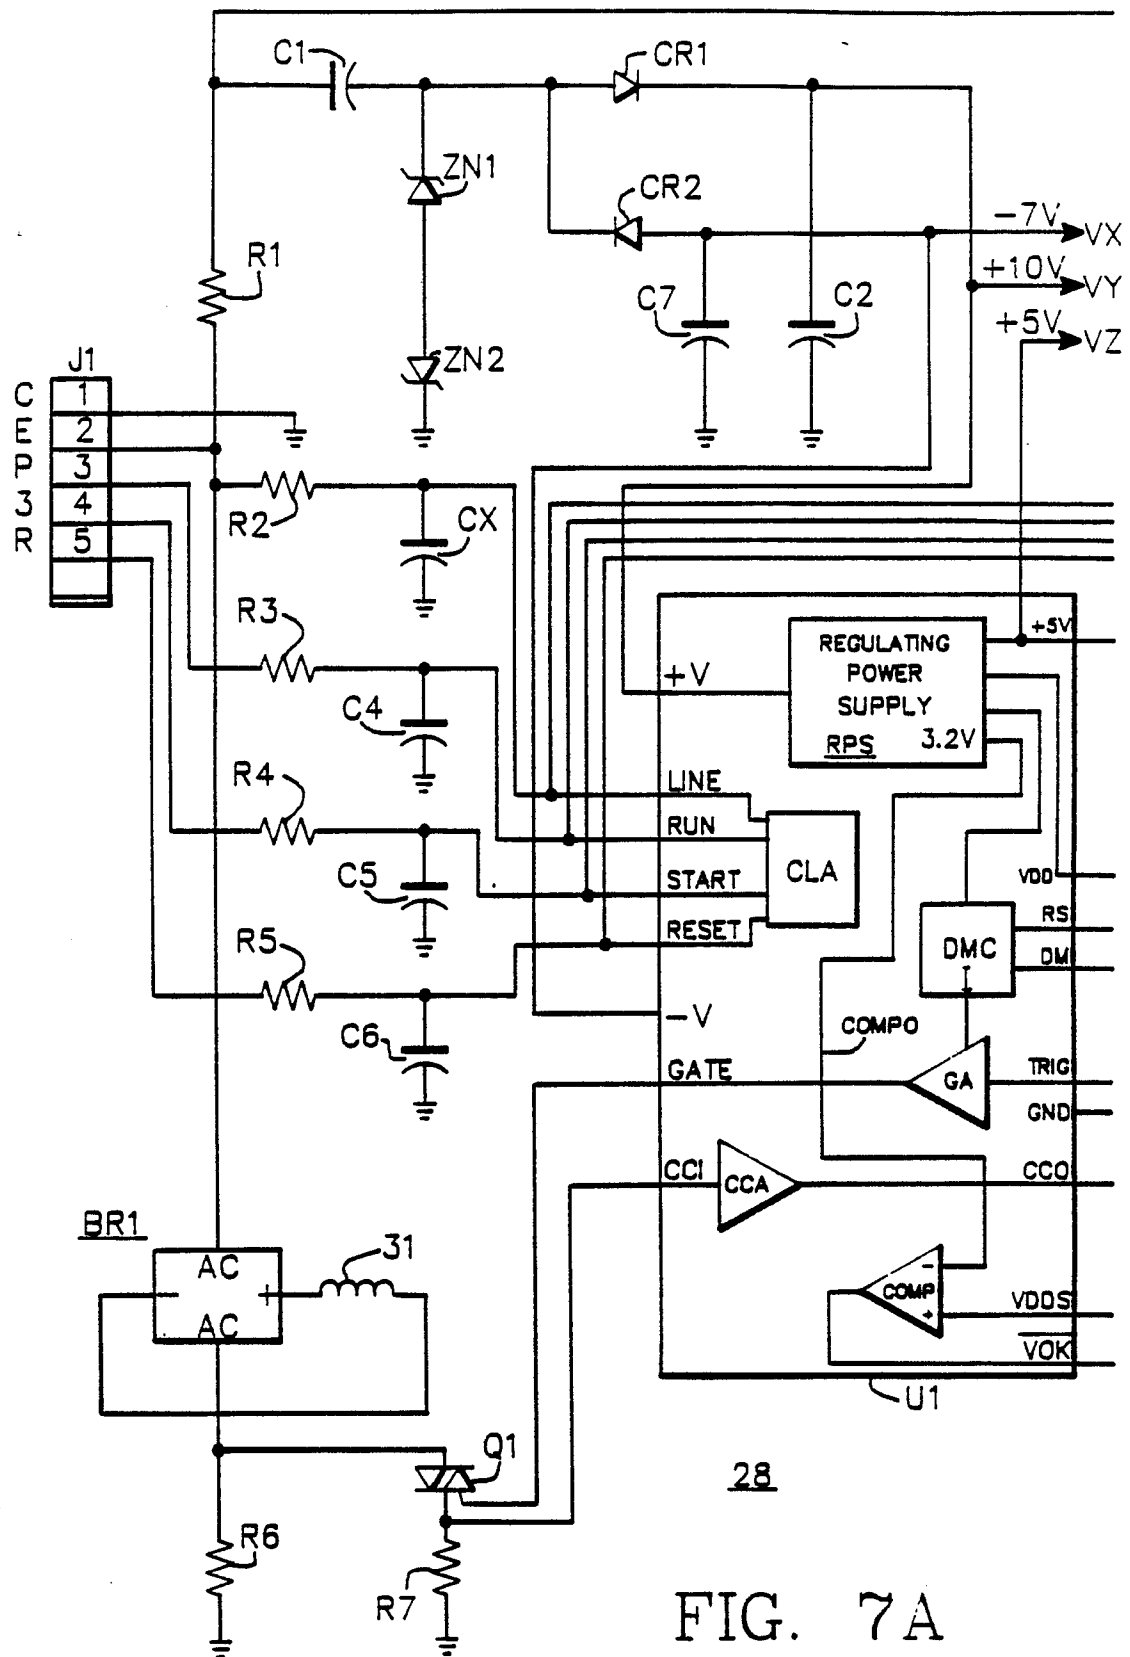 C1
CR1
ZN1
CR2
-7V
VX
R1
+10V
VY
C7
C2
+5V
VZ
J1
ZN2
C 1
E 2
P 3
3 4
R 5
R2
CX
R3
+5V
REGULATING
POWER
SUPPLY
+V
RPS 3.2V
C4
R4
LINE
RUN
C5
START
CLA
VDD
RS
R5
RESET
DMC
DM
-V
C6
COMPO
GATE
GA
TRIG
GND
CCI
CCA
CCO
BR1
31
AC
- +
AC
-
COMP
+
VDDS
VOK
U1
Q1
28
R6
R7
FIG. 7A